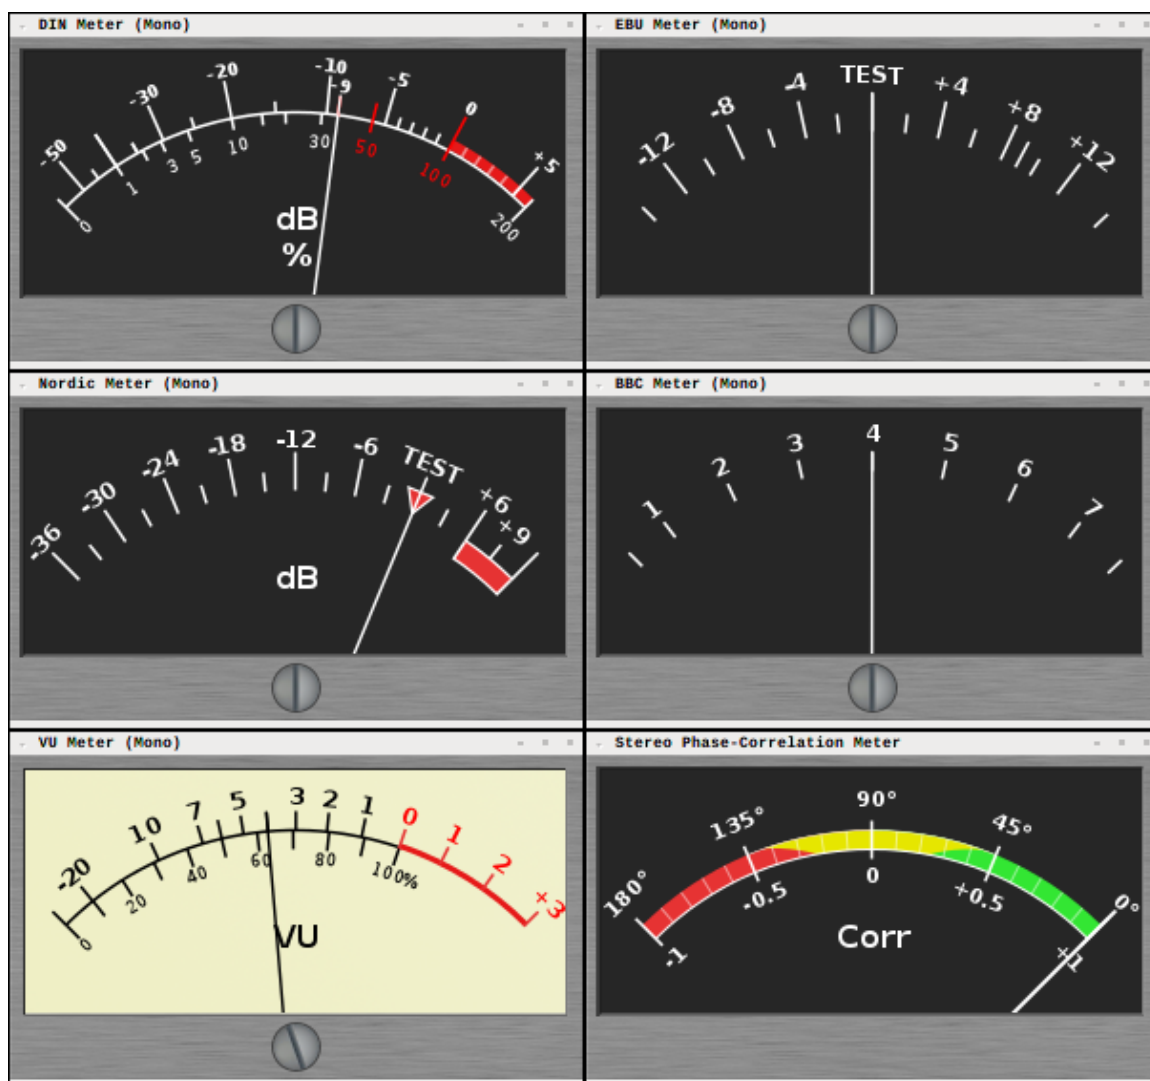 DIN Meter (Mono)
-50 -30 -20 -10 -9 -5 0 +5
0 1 3 5 10 30 50 100 200
dB
%
EBU Meter (Mono)
-12 -8 -4 TEST +4 +8 +12
Nordic Meter (Mono)
-36 -30 -24 -18 -12 -6 TEST +6 +9
dB
BBC Meter (Mono)
1 2 3 4 5 6 7
VU Meter (Mono)
-20 10 7 5 3 2 1 0 1 2 +3
0 20 40 60 80 100%
VU
Stereo Phase-Correlation Meter
180° 135° 90° 45° 0°
-1 -0.5 0 +0.5 +1
Corr